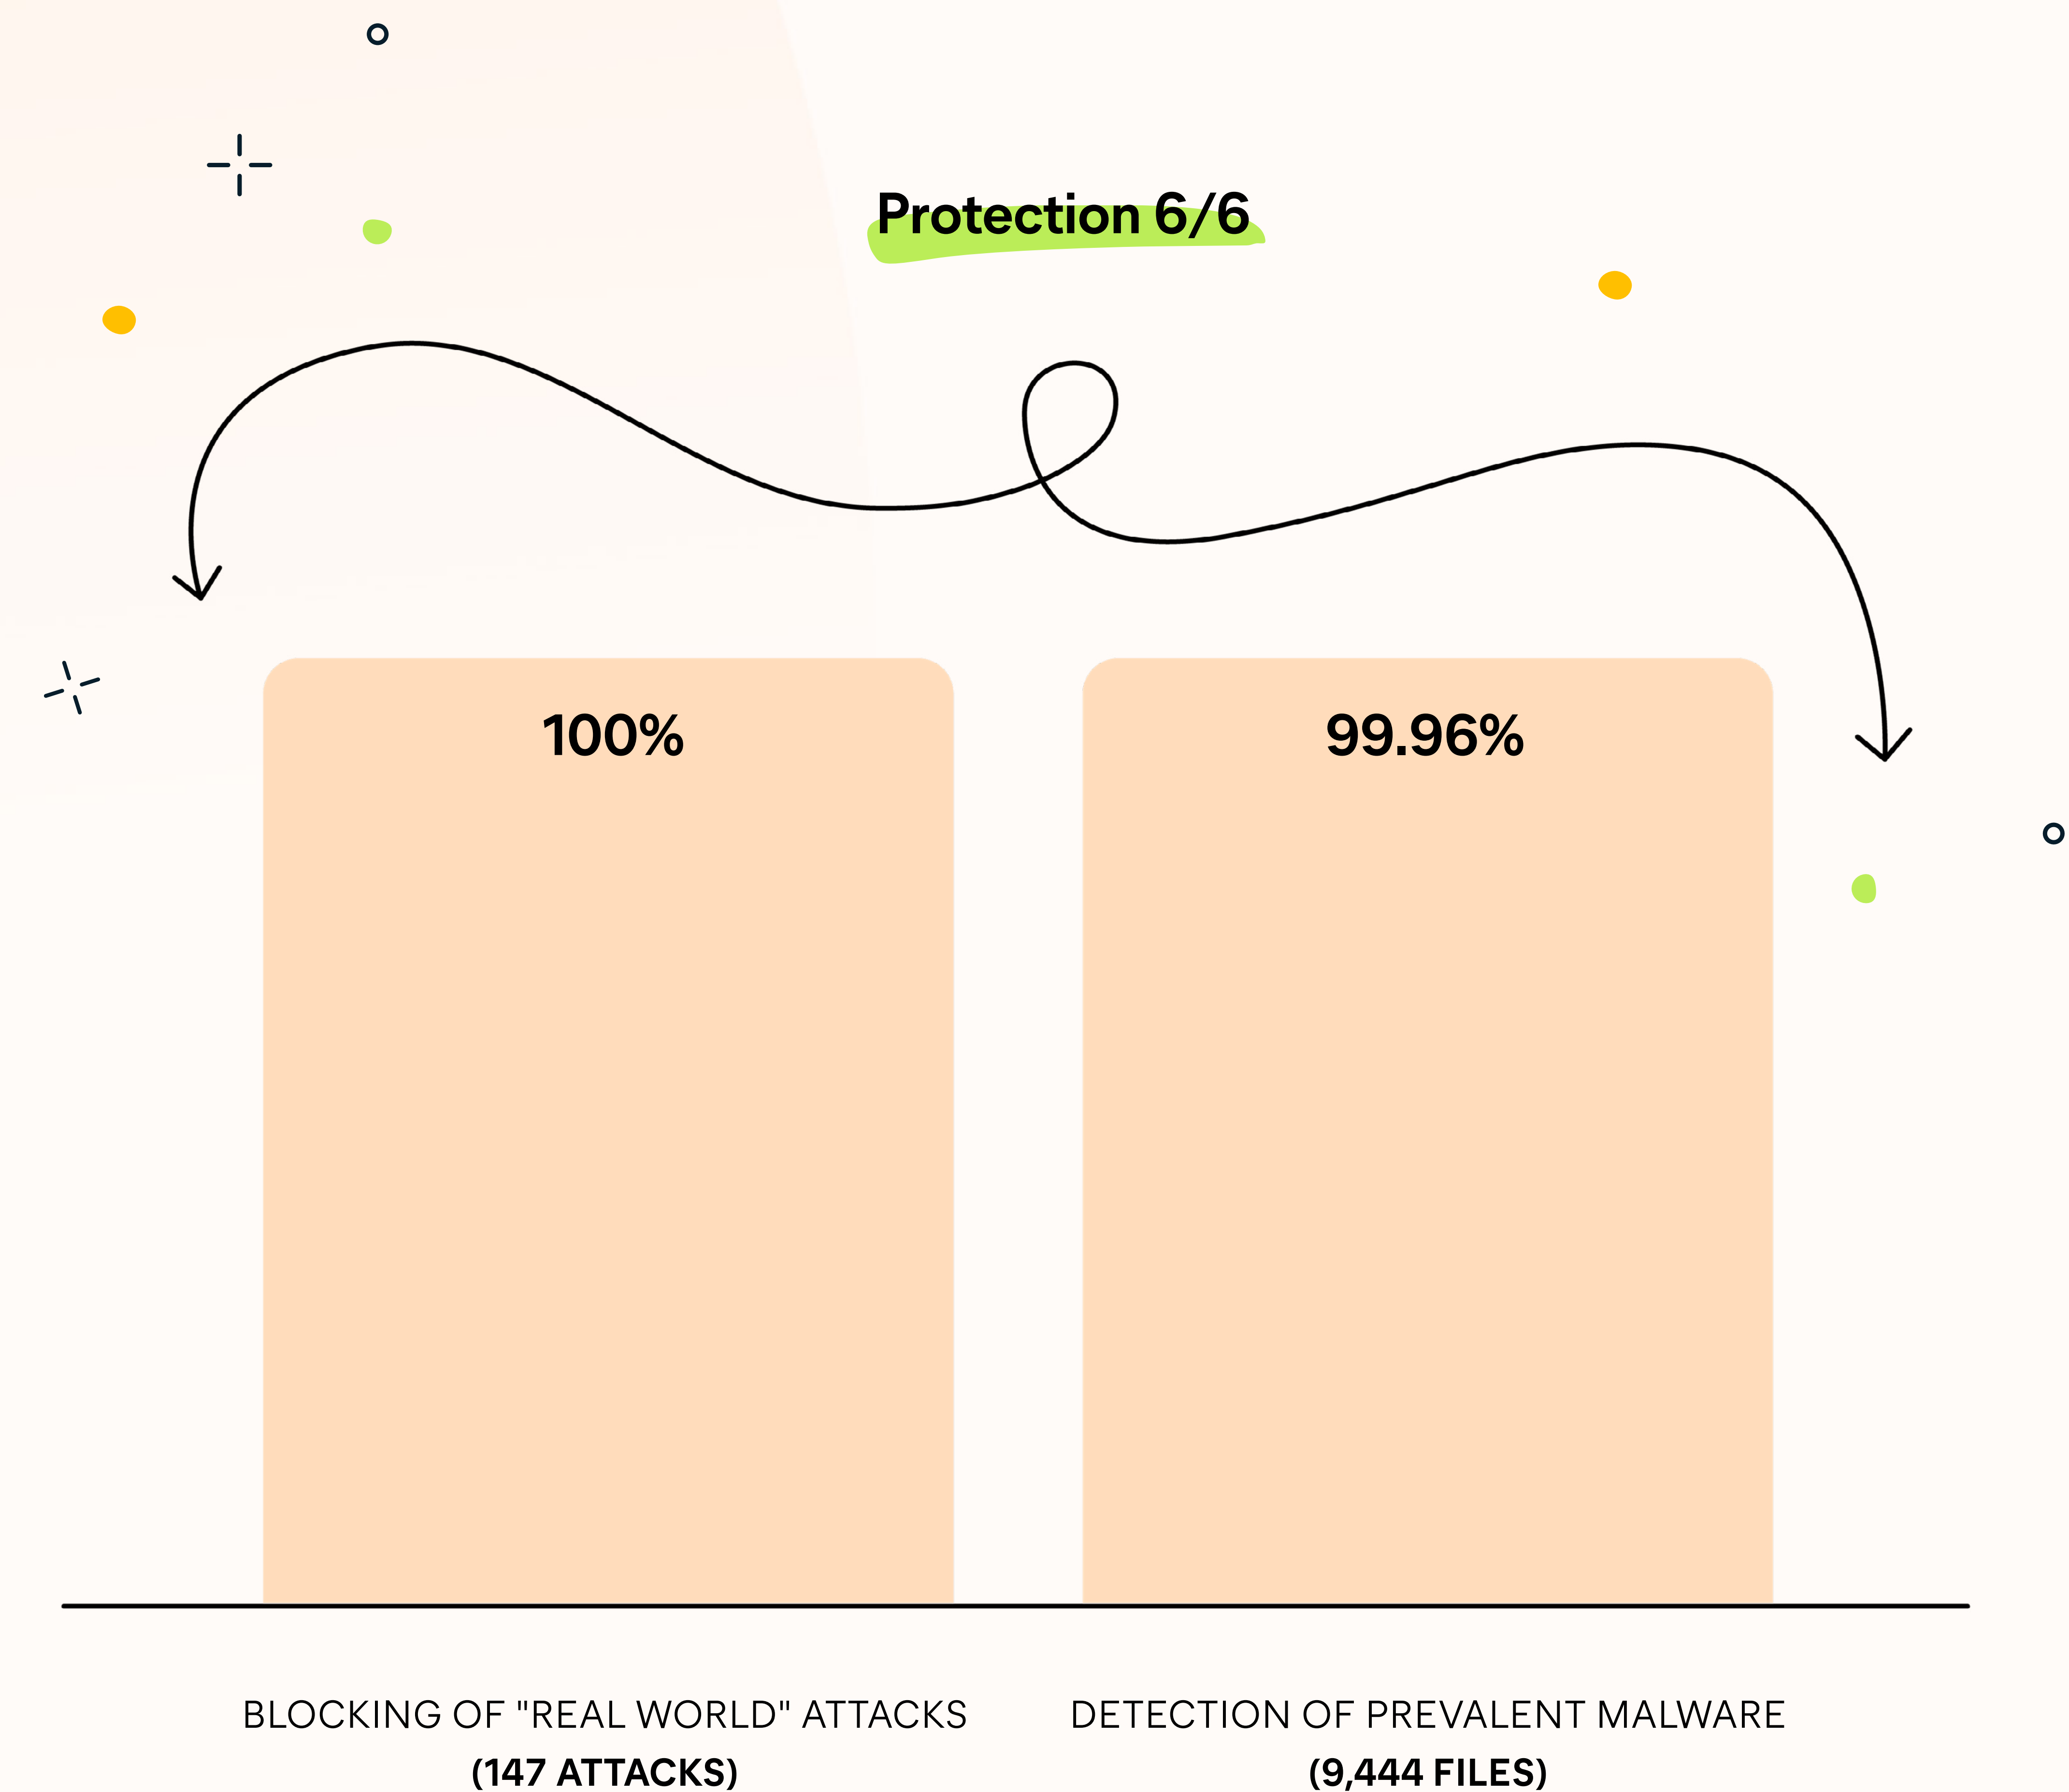 Protection 6/6
100%
99.96%
BLOCKING OF "REAL WORLD" ATTACKS
(147 ATTACKS)
DETECTION OF PREVALENT MALWARE
(9,444 FILES)